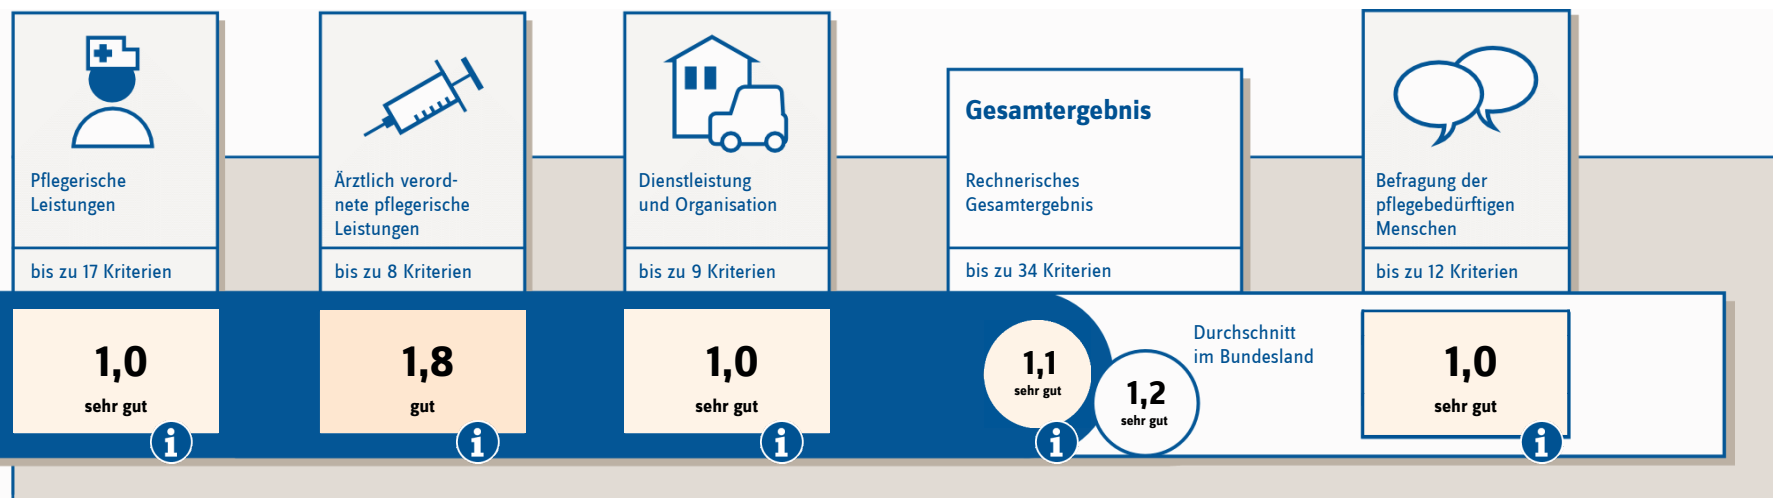 Pflegerische
Leistungen
bis zu 17 Kriterien
1,0
sehr gut
i
Ärztlich verord-
nete pflegerische
Leistungen
bis zu 8 Kriterien
1,8
gut
i
Dienstleistung
und Organisation
bis zu 9 Kriterien
1,0
sehr gut
i
Gesamtergebnis
Rechnerisches
Gesamtergebnis
bis zu 34 Kriterien
1,1
sehr gut
i
1,2
sehr gut
Durchschnitt
im Bundesland
Befragung der
pflegebedürftigen
Menschen
bis zu 12 Kriterien
1,0
sehr gut
i